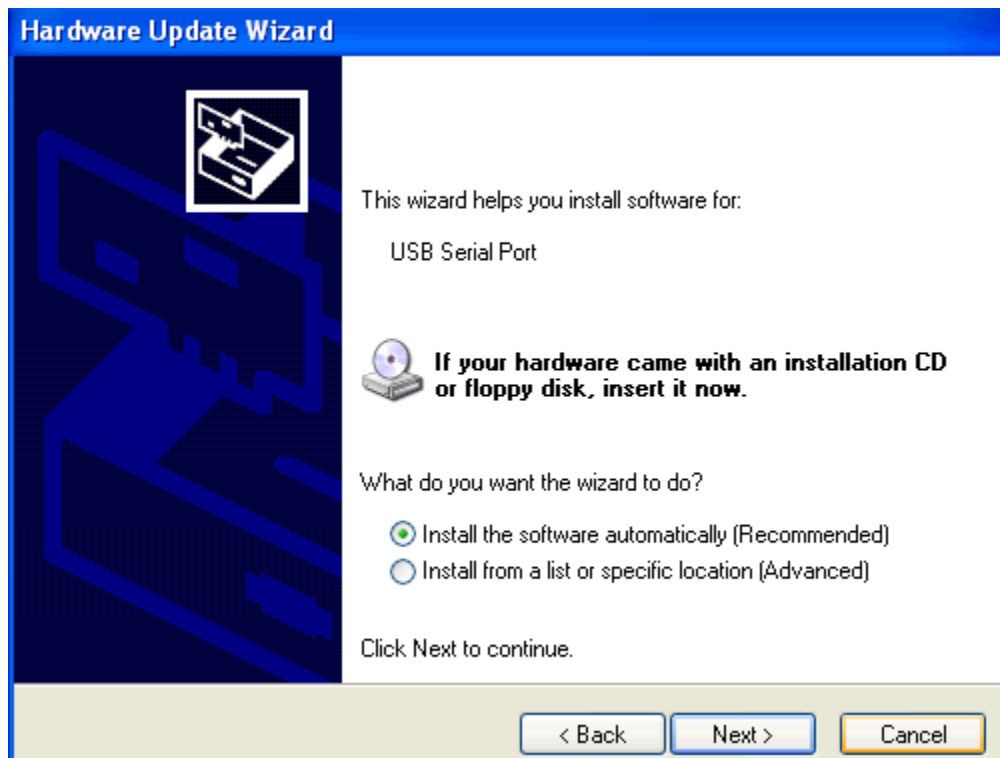 Hardware Update Wizard
This wizard helps you install software for:
USB Serial Port
If your hardware came with an installation CD
or floppy disk, insert it now.
What do you want the wizard to do?
Install the software automatically (Recommended)
Install from a list or specific location (Advanced)
Click Next to continue.
< Back
Next >
Cancel